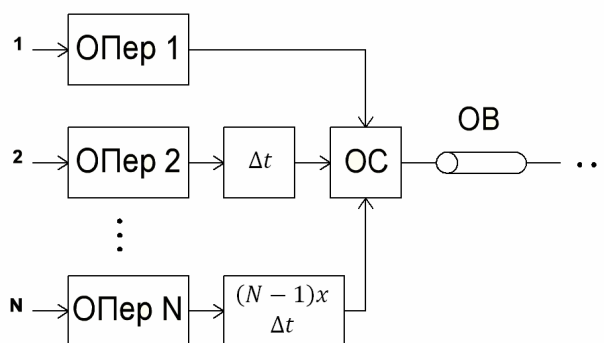 1
ОПер 1
ОВ
2
ОПер 2
Δt
ОС
N
ОПер N
(N − 1)x
Δt